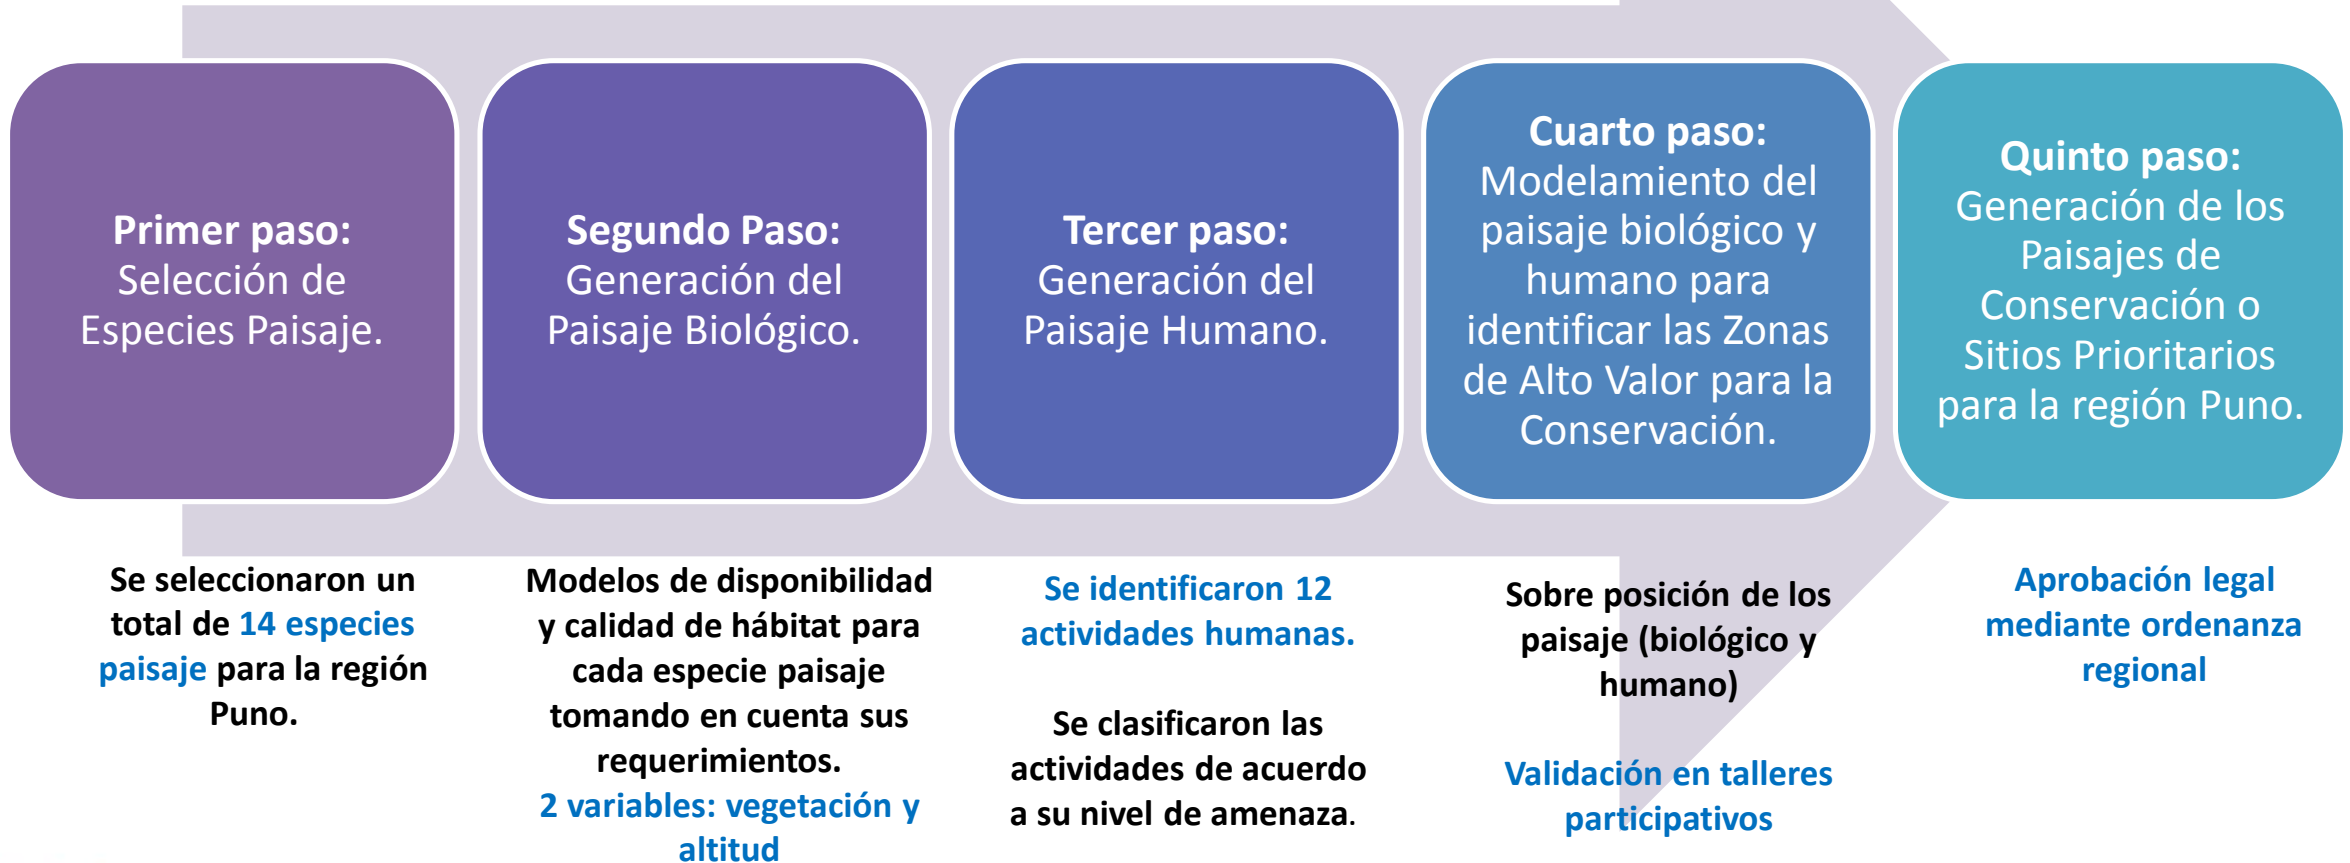 Primer paso:
Selección de
Especies Paisaje.
Segundo Paso:
Generación del
Paisaje Biológico.
Tercer paso:
Generación del
Paisaje Humano.
Cuarto paso:
Modelamiento del
paisaje biológico y
humano para
identificar las Zonas
de Alto Valor para la
Conservación.
Quinto paso:
Generación de los
Paisajes de
Conservación o
Sitios Prioritarios
para la región Puno.
Se seleccionaron un
total de 14 especies
paisaje para la región
Puno.
Modelos de disponibilidad
y calidad de hábitat para
cada especie paisaje
tomando en cuenta sus
requerimientos.
2 variables: vegetación y
altitud
Se identificaron 12
actividades humanas.
Se clasificaron las
actividades de acuerdo
a su nivel de amenaza.
Sobre posición de los
paisaje (biológico y
humano)
Validación en talleres
participativos
Aprobación legal
mediante ordenanza
regional